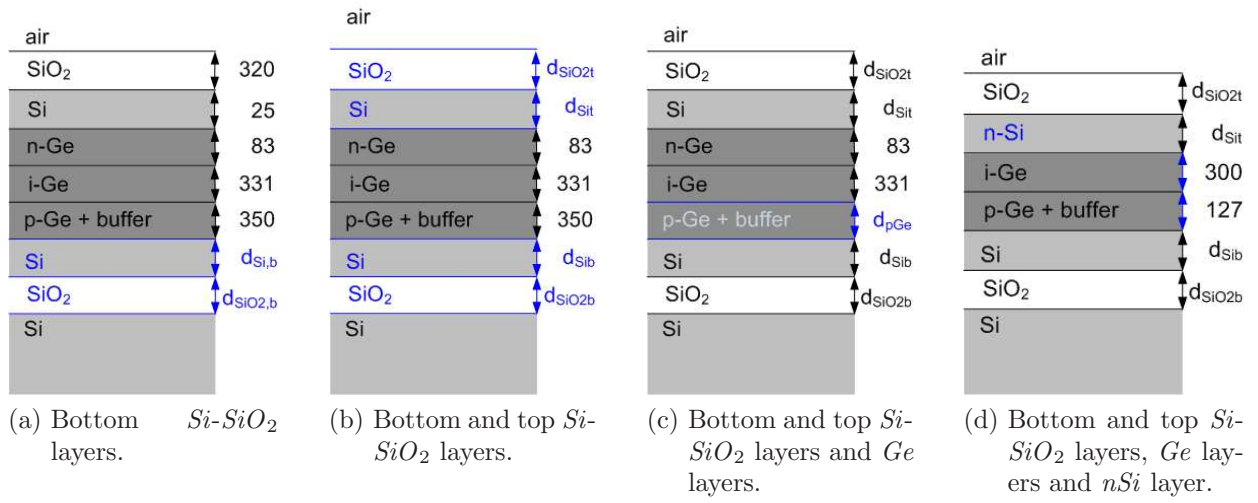 air
SiO2 320
Si 25
n-Ge 83
i-Ge 331
p-Ge + buffer 350
Si dSi,b
SiO2 dSiO2,b
Si
(a) Bottom Si-SiO2
layers.
air
SiO2 dSiO2t
Si dSit
n-Ge 83
i-Ge 331
p-Ge + buffer 350
Si dSib
SiO2 dSiO2b
Si
(b) Bottom and top Si-
SiO2 layers.
air
SiO2 dSiO2t
Si dSit
n-Ge 83
i-Ge 331
p-Ge + buffer dpGe
Si dSib
SiO2 dSiO2b
Si
(c) Bottom and top Si-
SiO2 layers and Ge
layers.
air
SiO2 dSiO2t
n-Si dSit
i-Ge 300
p-Ge + buffer 127
Si dSib
SiO2 dSiO2b
Si
(d) Bottom and top Si-
SiO2 layers, Ge lay-
ers and nSi layer.